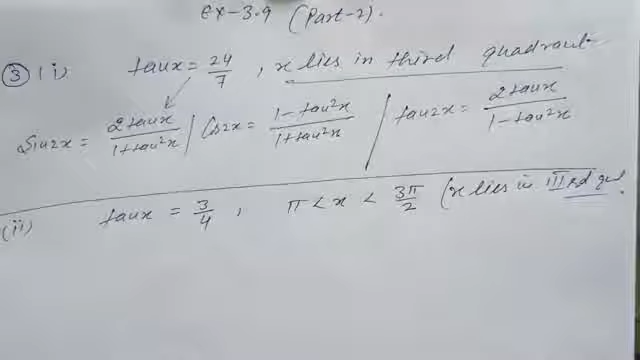 ex-3.9 (Part-2).
③ (i) tanx = 24/7 , x lies in third quadrant
Sin2x = 2tanx/1+tan²x / Cos2x = 1-tan²x/1+tan²x / tan2x = 2tanx/1-tan²x
(ii) tanx = 3/4 , π < x < 3π/2 (x lies in IIIrd qud.